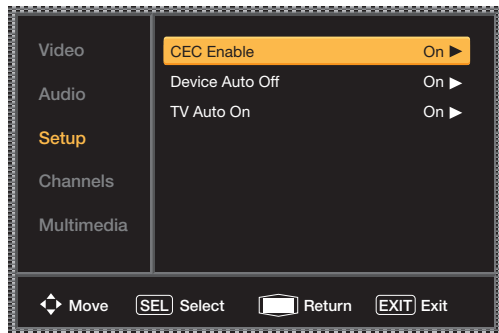 Video
Audio
Setup
Channels
Multimedia
CEC Enable On ▶
Device Auto Off On ▶
TV Auto On On ▶
Move SEL Select Return EXIT Exit